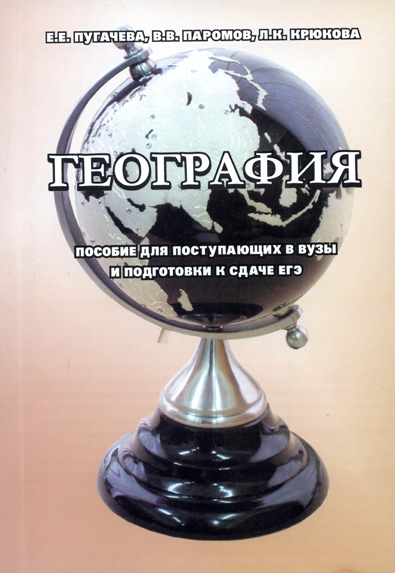 Е.Е. ПУГАЧЕВА, В.В. ПАРОМОВ, Л.К. КРЮКОВА
ГЕОГРАФИЯ
ПОСОБИЕ ДЛЯ ПОСТУПАЮЩИХ В ВУЗЫ
И ПОДГОТОВКИ К СДАЧЕ ЕГЭ